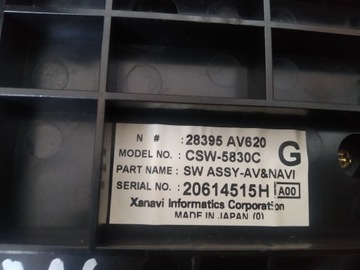 N # : 28395 AV620
MODEL NO. : CSW-5830C G
PART NAME : SW ASSY-AV&NAVI
SERIAL NO. : 20614515H A00
Xanavi Informatics Corporation
MADE IN JAPAN (0)